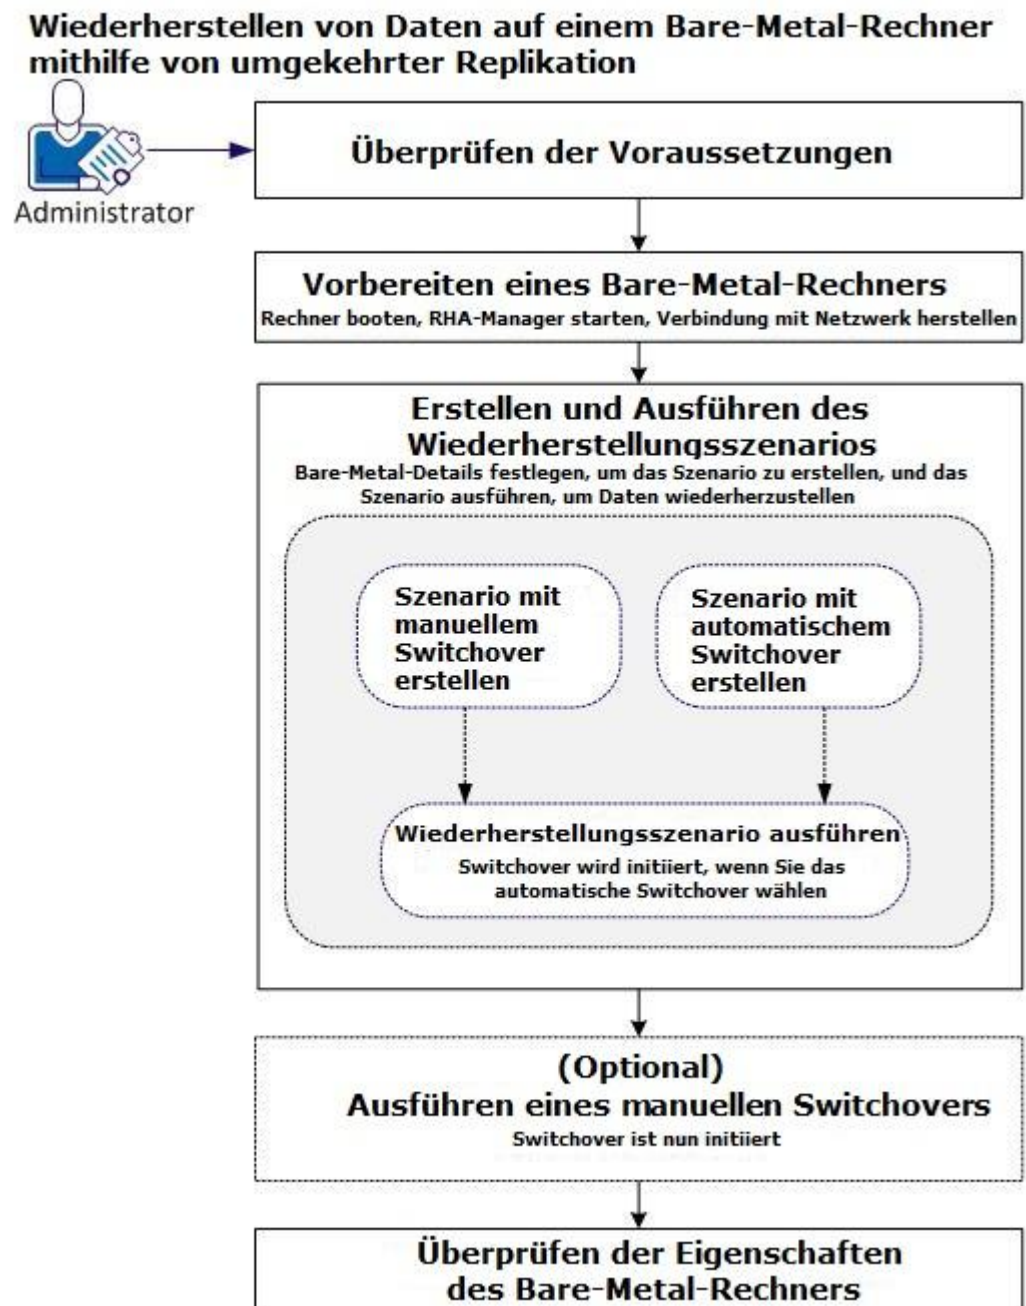 Wiederherstellen von Daten auf einem Bare-Metal-Rechner
mithilfe von umgekehrter Replikation
Administrator
Überprüfen der Voraussetzungen
Vorbereiten eines Bare-Metal-Rechners
Rechner booten, RHA-Manager starten, Verbindung mit Netzwerk herstellen
Erstellen und Ausführen des
Wiederherstellungsszenarios
Bare-Metal-Details festlegen, um das Szenario zu erstellen, und das
Szenario ausführen, um Daten wiederherzustellen
Szenario mit
manuellem
Switchover
erstellen
Szenario mit
automatischem
Switchover
erstellen
Wiederherstellungsszenario ausführen
Switchover wird initiiert, wenn Sie das
automatische Switchover wählen
(Optional)
Ausführen eines manuellen Switchovers
Switchover ist nun initiiert
Überprüfen der Eigenschaften
des Bare-Metal-Rechners